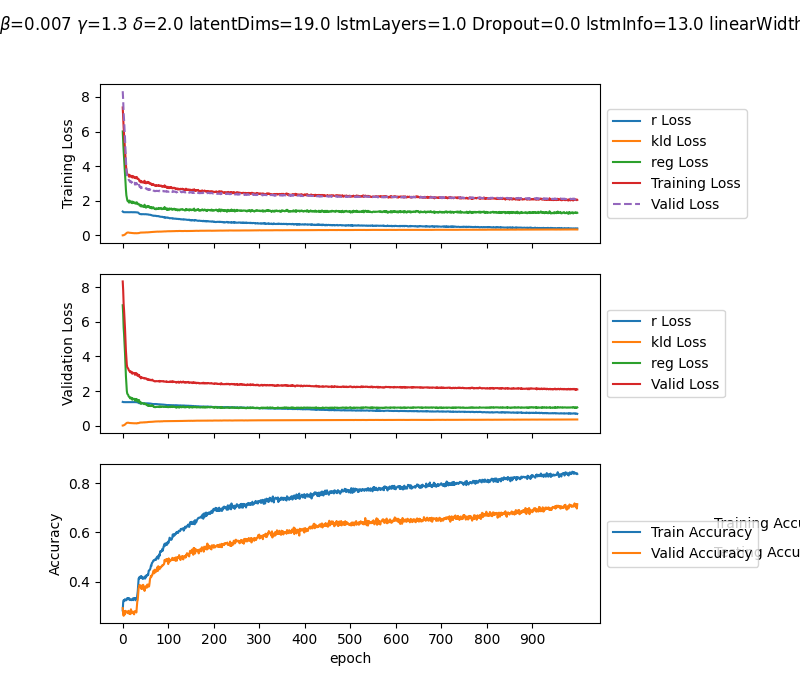 β=0.007 γ=1.3 δ=2.0 latentDims=19.0 lstmLayers=1.0 Dropout=0.0 lstmInfo=13.0 linearWidth
8
6
4
2
0
Training Loss
r Loss
kld Loss
reg Loss
Training Loss
Valid Loss
8
6
4
2
0
Validation Loss
r Loss
kld Loss
reg Loss
Valid Loss
0.8
0.6
0.4
Accuracy
Training Accu
Train Accuracy
Valid Accuracy
0 100 200 300 400 500 600 700 800 900
epoch